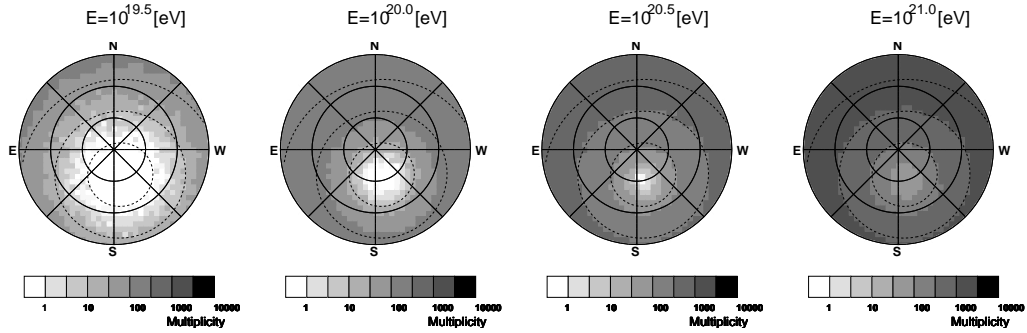 E=10^19.5 [eV] E=10^20.0 [eV] E=10^20.5 [eV] E=10^21.0 [eV]
N N N N
E W E W E W E W
S S S S
1 10 100 1000 10000 1 10 100 1000 10000 1 10 100 1000 10000 1 10 100 1000 10000
Multiplicity Multiplicity Multiplicity Multiplicity